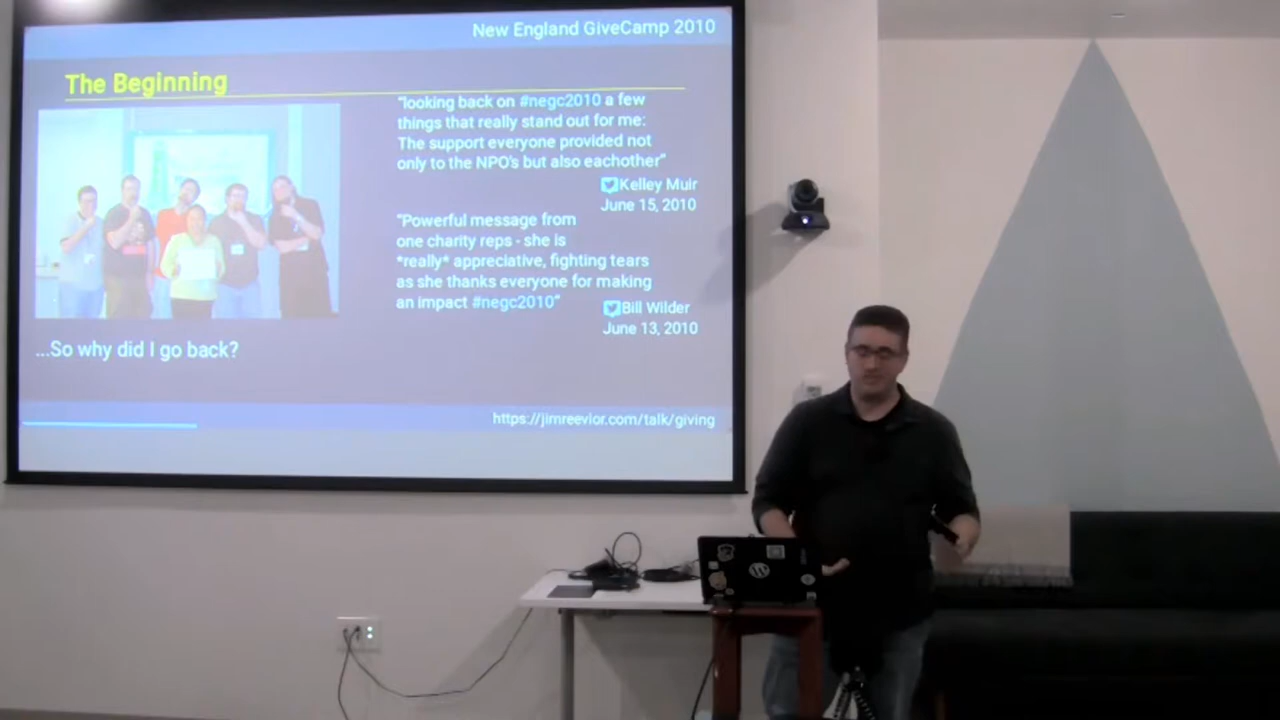 New England GiveCamp 2010
The Beginning
"looking back on #negc2010 a few
things that really stand out for me:
The support everyone provided not
only to the NPO's but also eachother"
Kelley Muir
June 15, 2010
"Powerful message from
one charity reps - she is
*really* appreciative, fighting tears
as she thanks everyone for making
an impact #negc2010"
Bill Wilder
June 13, 2010
...So why did I go back?
https://jimreevior.com/talk/giving